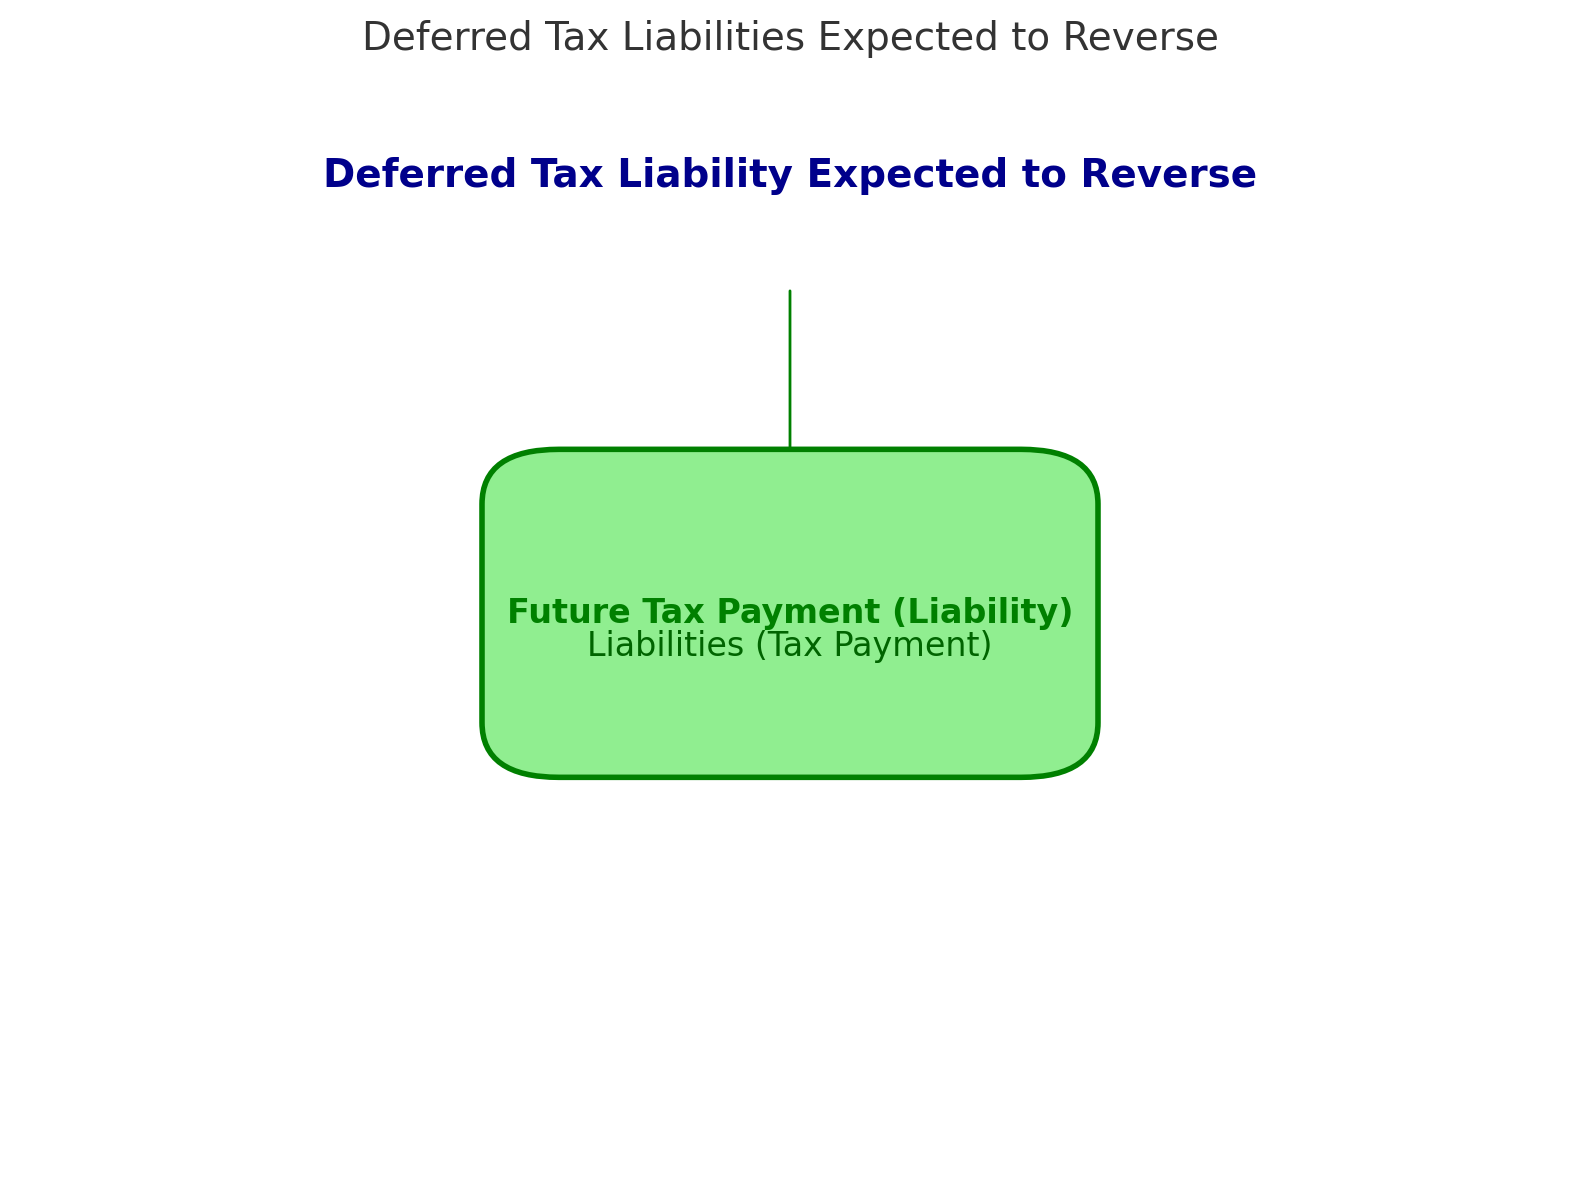 Deferred Tax Liabilities Expected to Reverse
Deferred Tax Liability Expected to Reverse
Future Tax Payment (Liability)
Liabilities (Tax Payment)